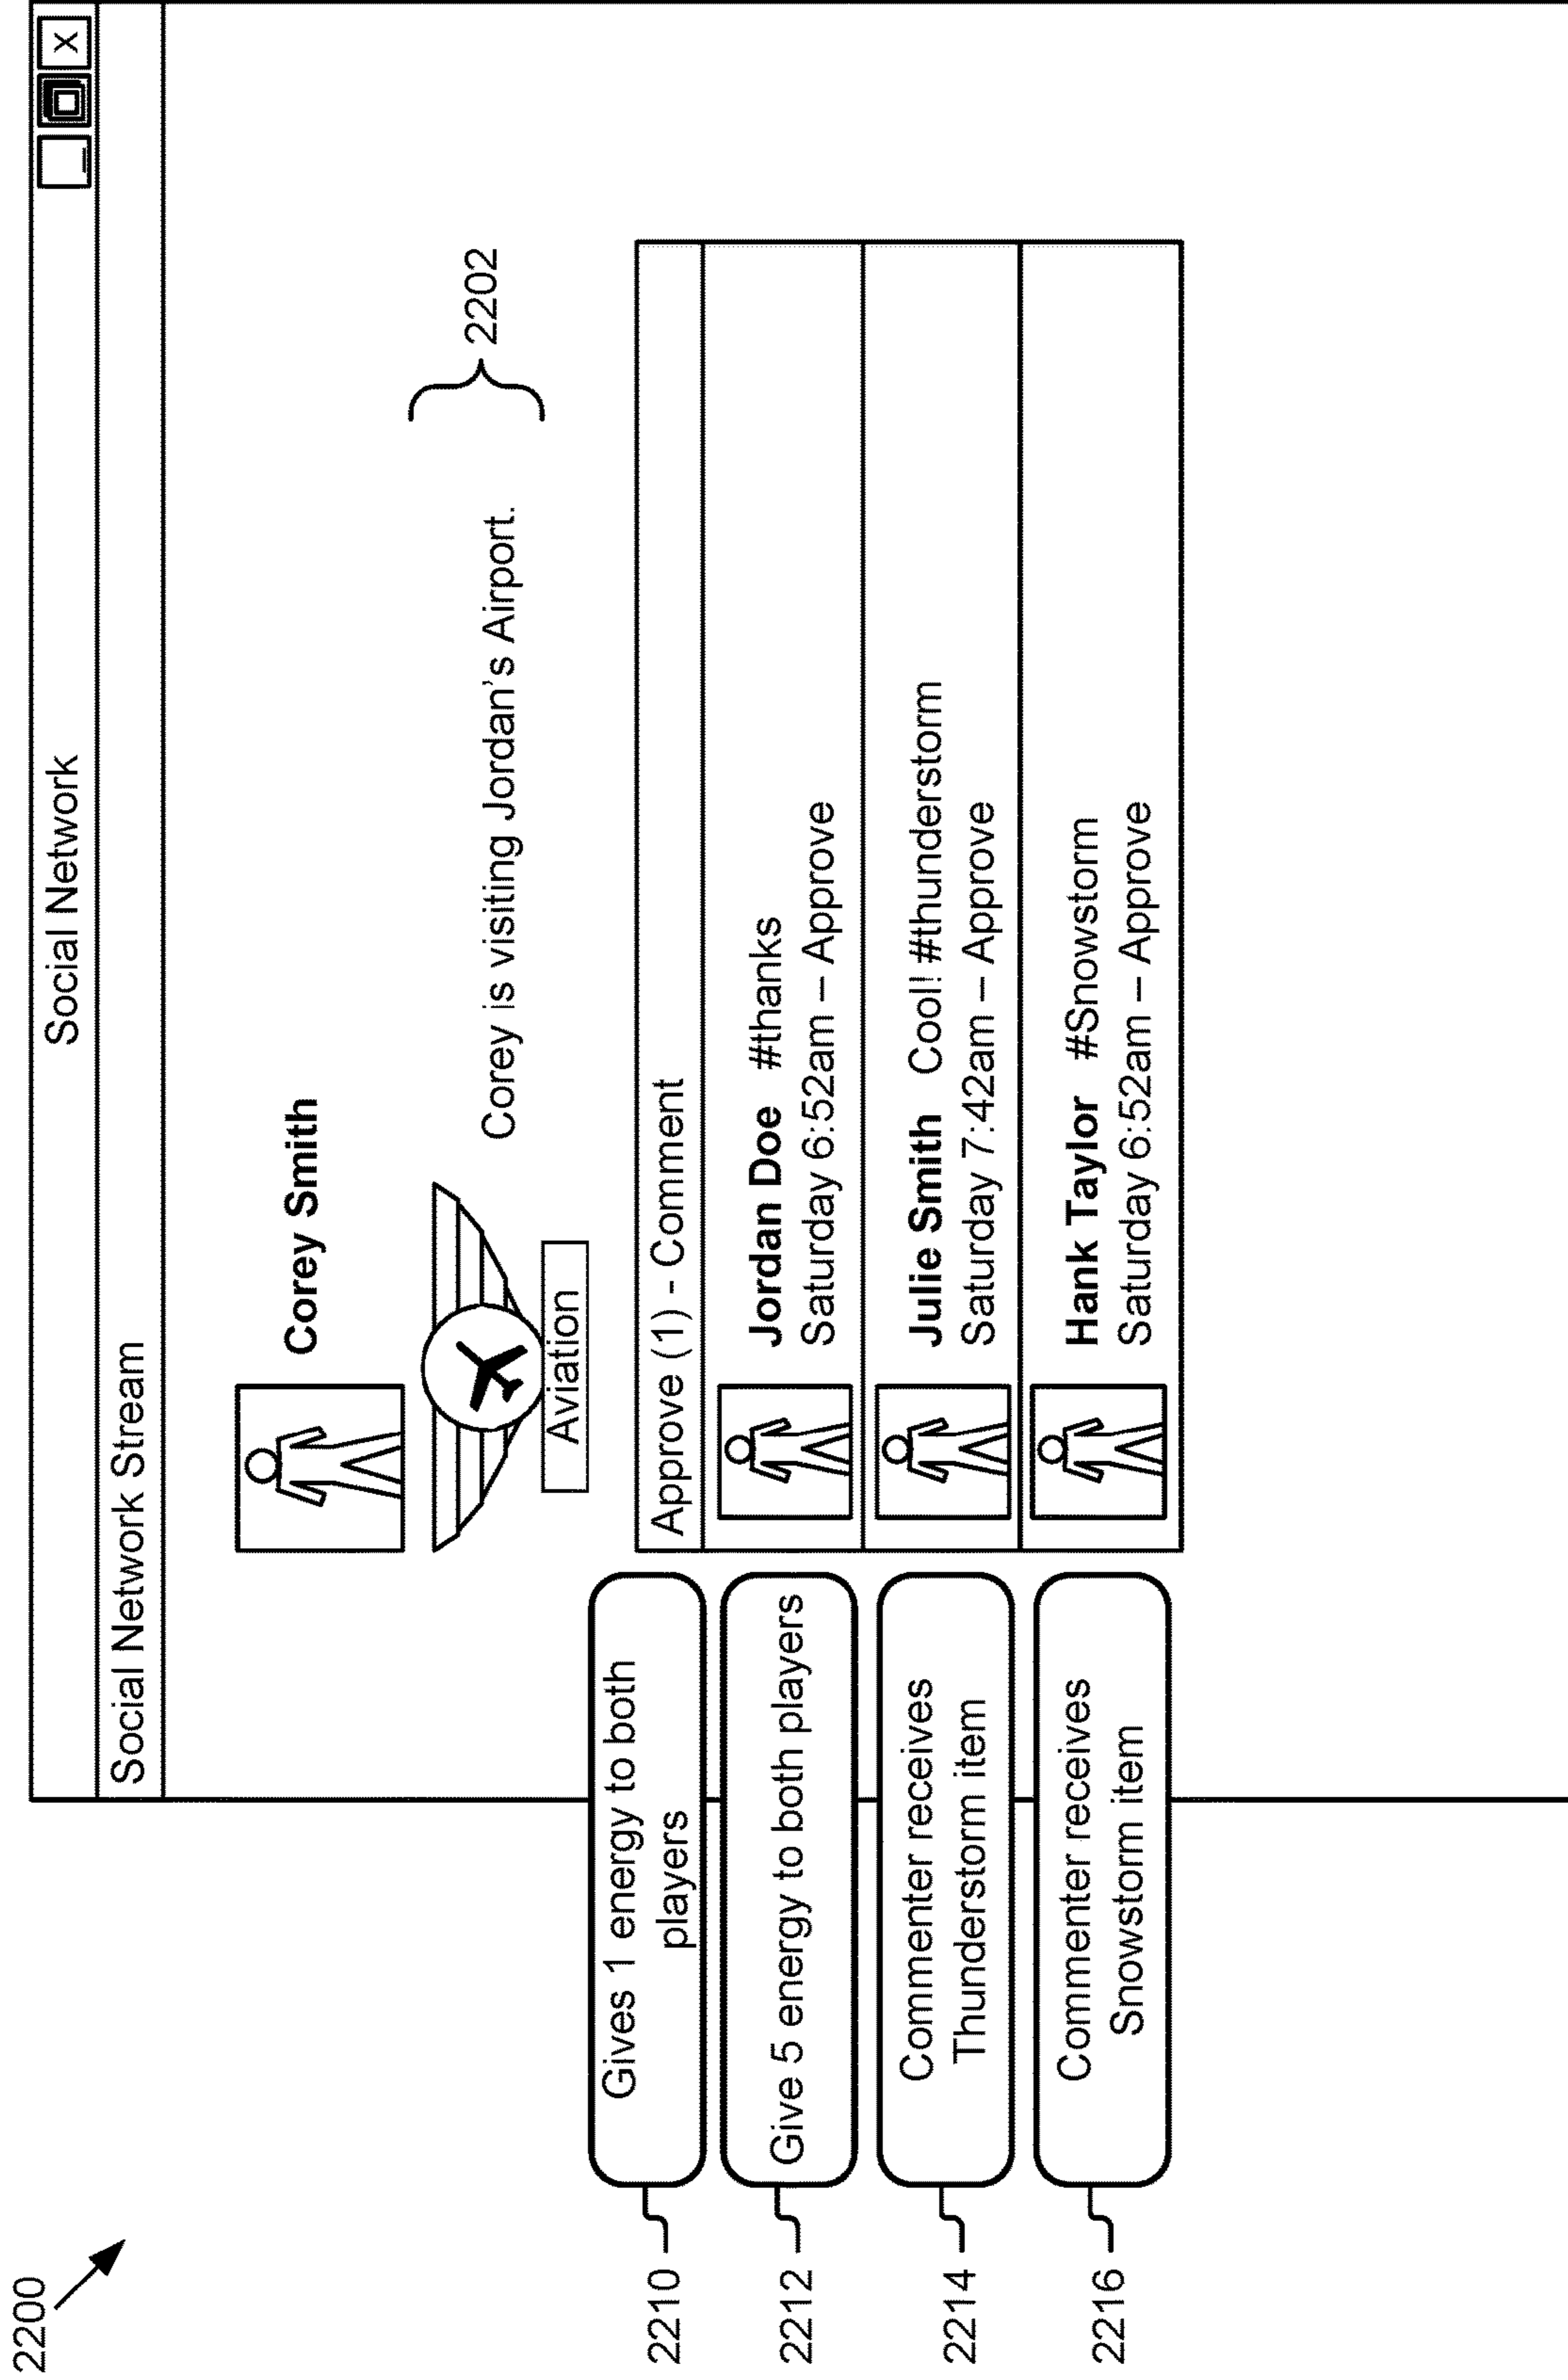 2200
Social Network
_ X
Social Network Stream
Corey Smith
Aviation
Corey is visiting Jordan's Airport.
2202
2210
Gives 1 energy to both
players
Approve (1) - Comment
2212
Give 5 energy to both players
Jordan Doe #thanks
Saturday 6:52am – Approve
2214
Commenter receives
Thunderstorm item
Julie Smith Cool! #thunderstorm
Saturday 7:42am – Approve
2216
Commenter receives
Snowstorm item
Hank Taylor #Snowstorm
Saturday 6:52am – Approve